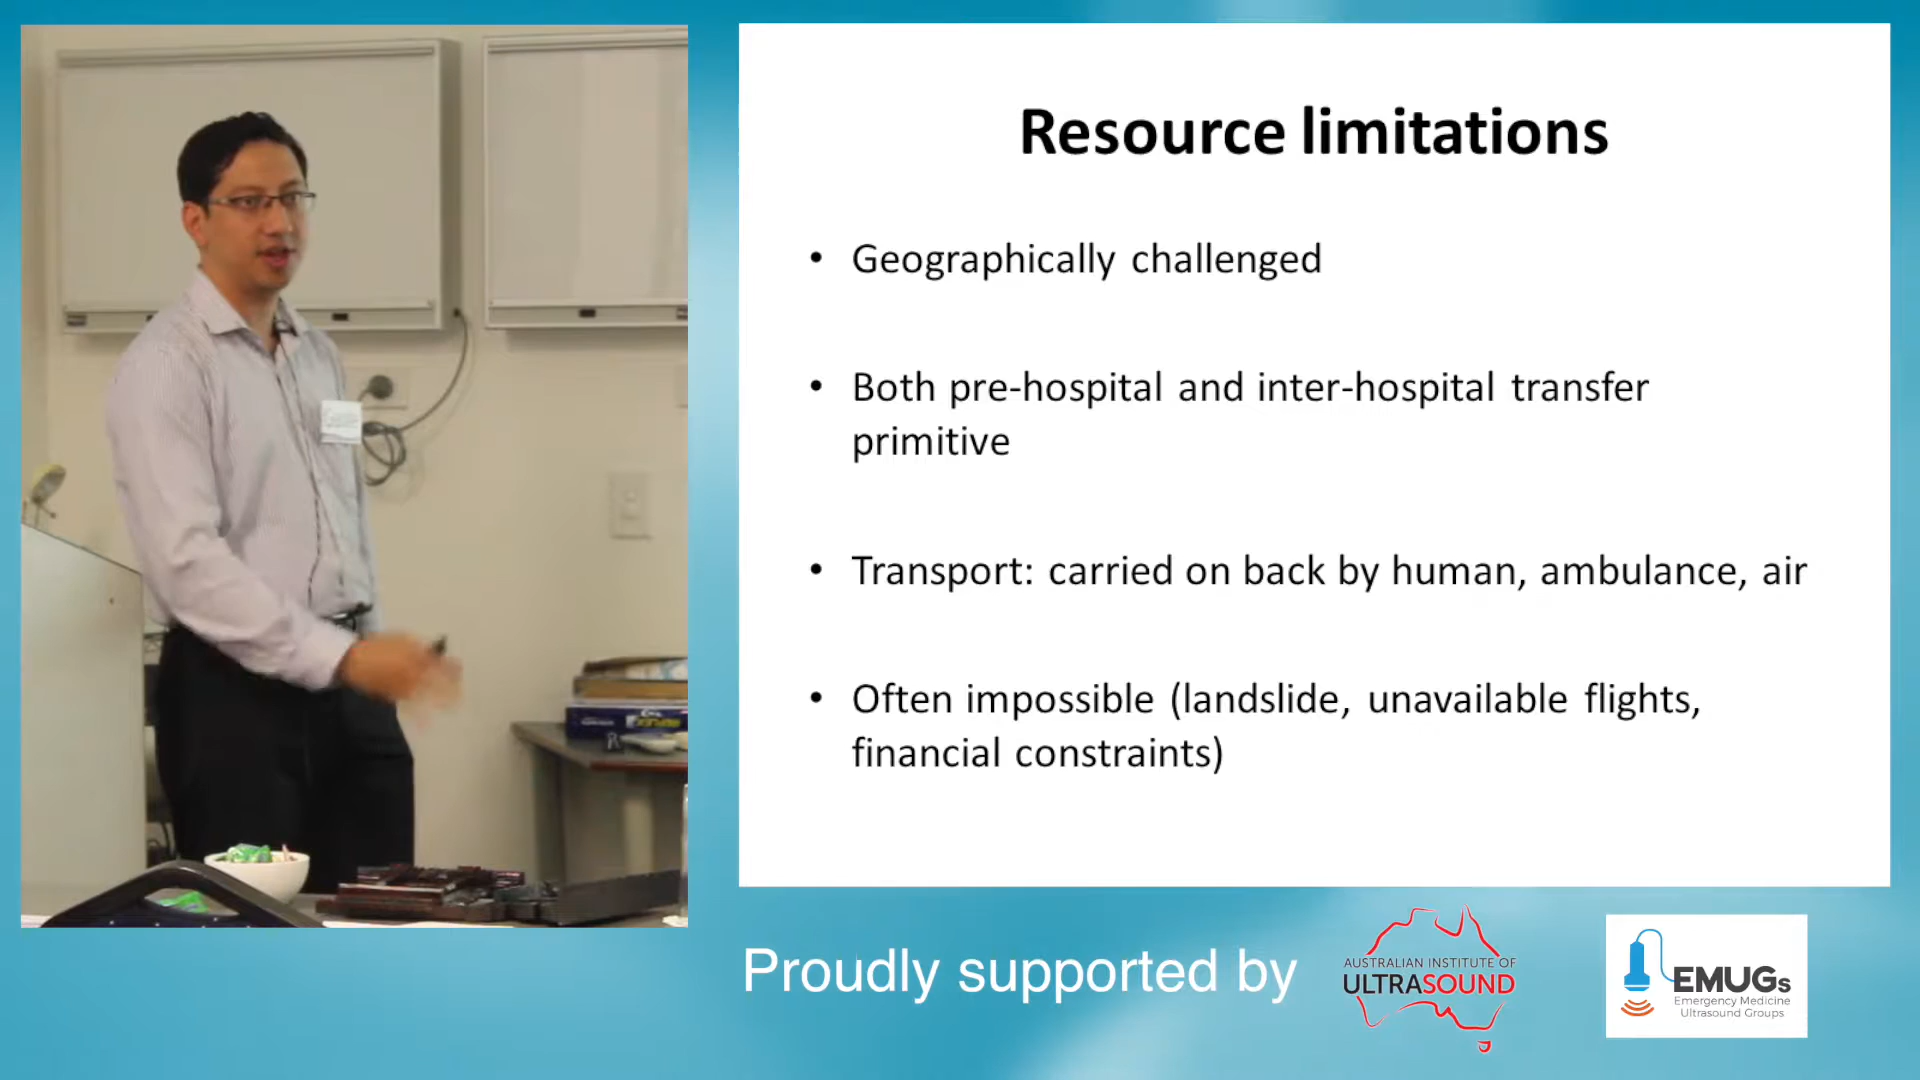 Resource limitations
• Geographically challenged
• Both pre-hospital and inter-hospital transfer
primitive
• Transport: carried on back by human, ambulance, air
• Often impossible (landslide, unavailable flights,
financial constraints)
Proudly supported by
AUSTRALIAN INSTITUTE OF
ULTRASOUND
EMUGs
Emergency Medicine
Ultrasound Groups